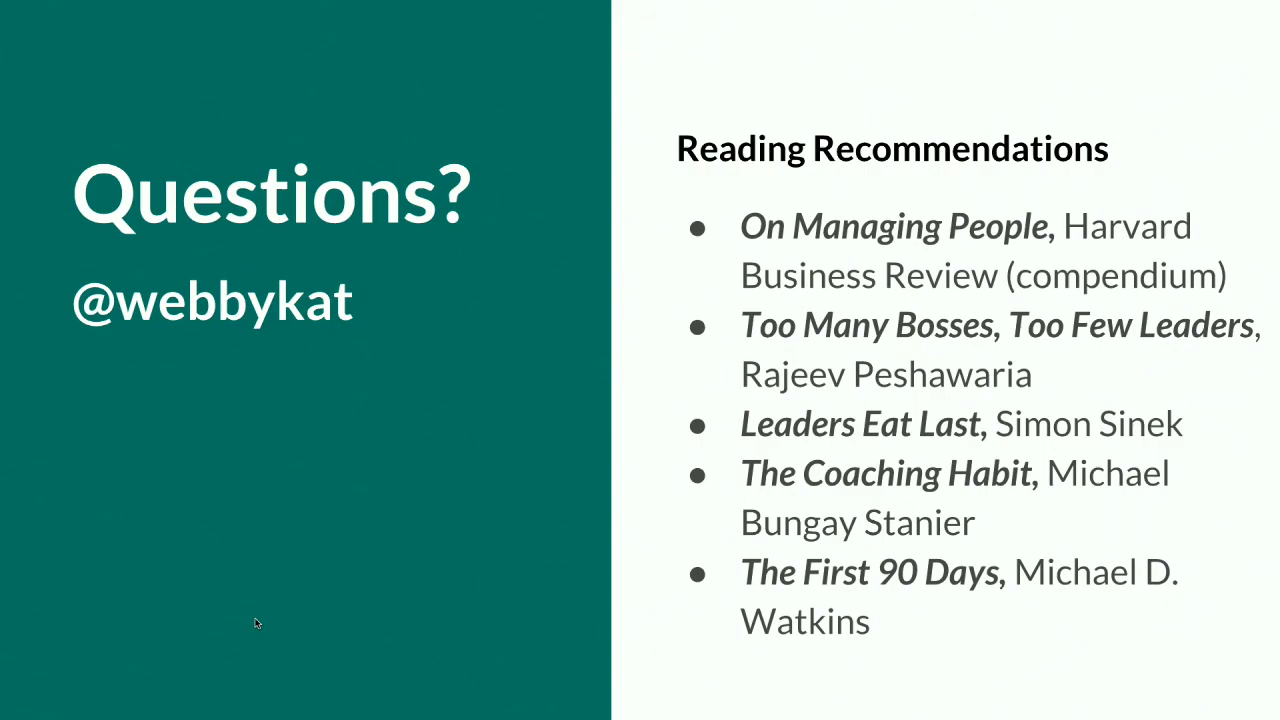 Questions?
@webbykat
Reading Recommendations
● On Managing People, Harvard
Business Review (compendium)
● Too Many Bosses, Too Few Leaders,
Rajeev Peshawaria
● Leaders Eat Last, Simon Sinek
● The Coaching Habit, Michael
Bungay Stanier
● The First 90 Days, Michael D.
Watkins